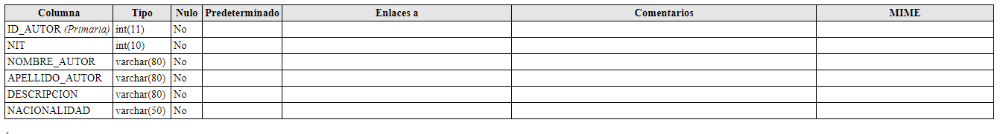 Columna Tipo Nulo Predeterminado Enlaces a Comentarios MIME
ID_AUTOR (Primaria) int(11) No
NIT int(10) No
NOMBRE_AUTOR varchar(80) No
APELLIDO_AUTOR varchar(80) No
DESCRIPCION varchar(80) No
NACIONALIDAD varchar(50) No